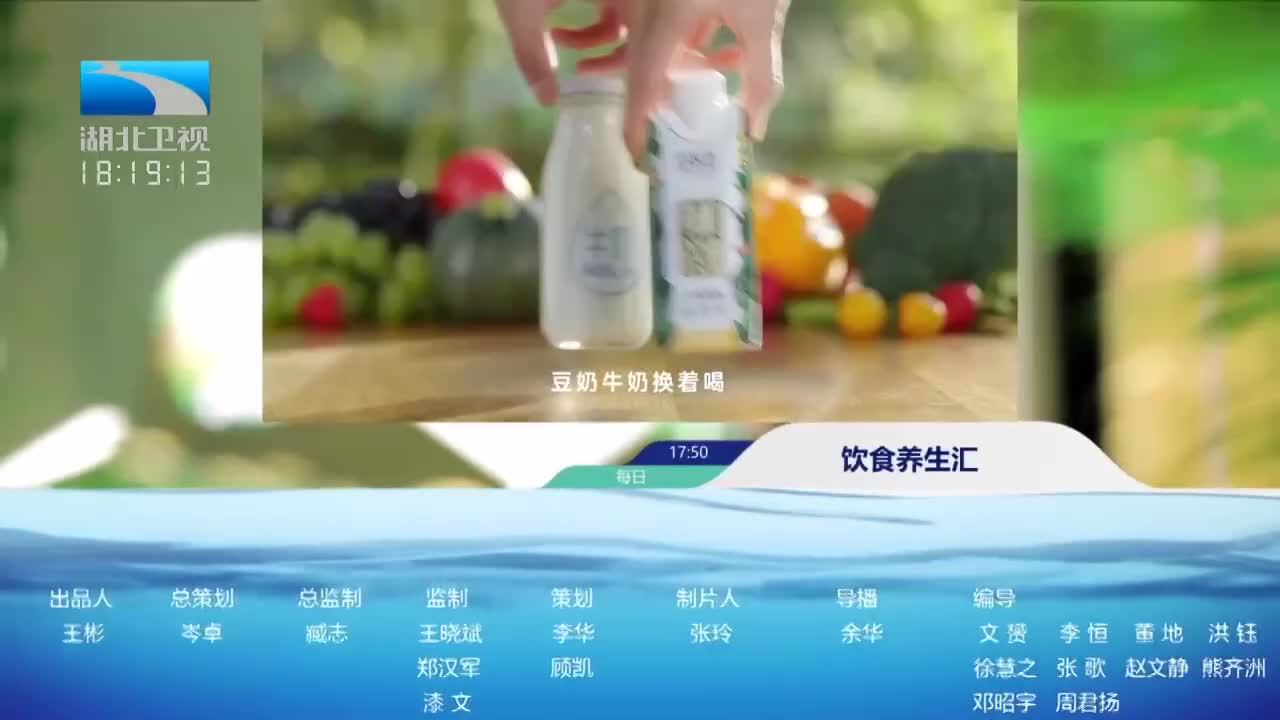 湖北卫视
18:19:13
豆奶牛奶换着喝
17:50
每日
饮食养生汇
出品人 总策划 总监制 监制 策划 制片人 导播 编导
王彬 岑卓 臧志 王晓斌 李华 张玲 余华 文赟 李恒 董地 洪钰
郑汉军 顾凯 徐慧之 张歌 赵文静 熊齐洲
漆文 邓昭宇 周君扬